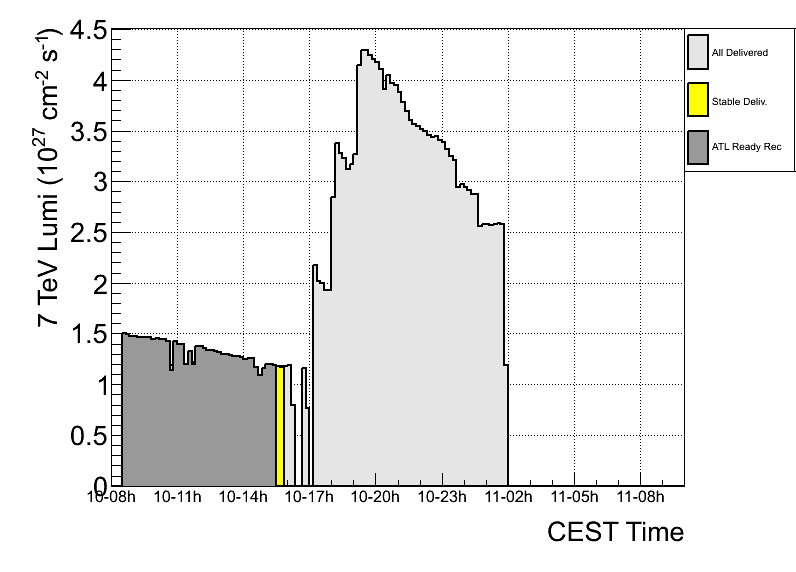 7 TeV Lumi (10^27 cm^-2 s^-1)
4.5
4
3.5
3
2.5
2
1.5
1
0.5
0
10-08h 10-11h 10-14h 10-17h 10-20h 10-23h 11-02h 11-05h 11-08h
CEST Time
All Delivered
Stable Deliv.
ATL Ready Rec